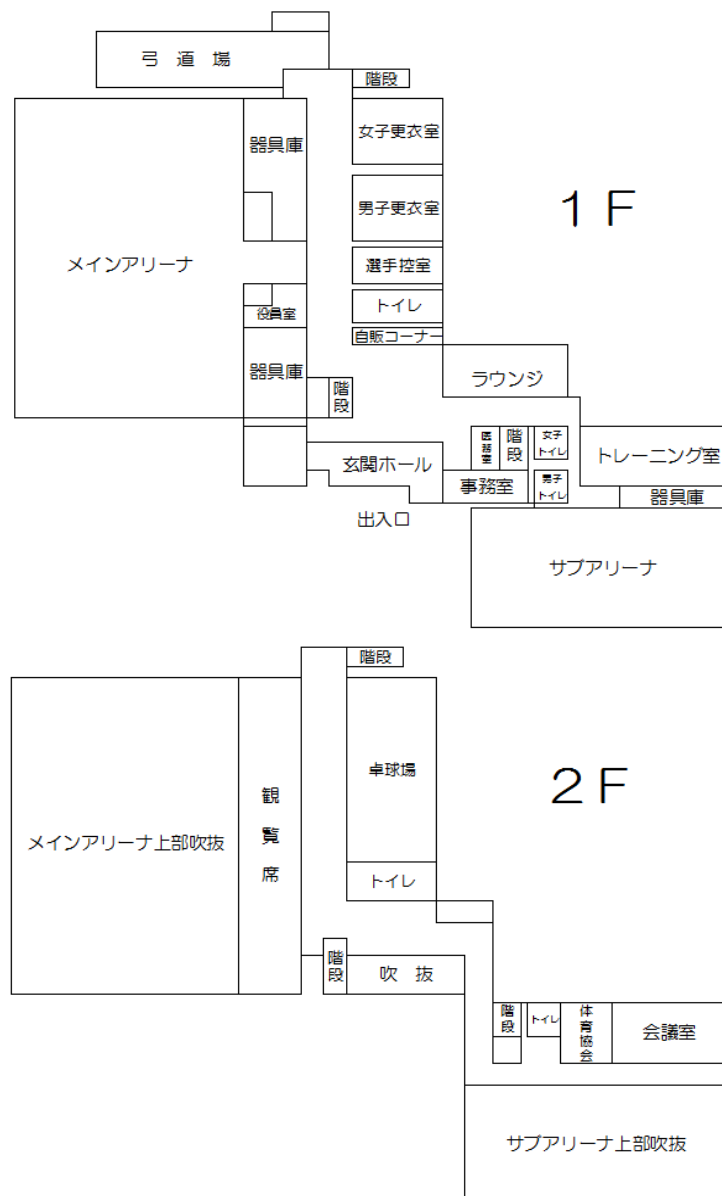 弓道場
階段
器具庫
女子更衣室
男子更衣室
1F
メインアリーナ
選手控室
トイレ
役員室
自販コーナー
器具庫
ラウンジ
階段
医務室
階段
女子トイレ
トレーニング室
玄関ホール
事務室
男子トイレ
器具庫
出入口
サブアリーナ
階段
卓球場
2F
観覧席
メインアリーナ上部吹抜
トイレ
階段
吹抜
階段
トイレ
体育協会
会議室
サブアリーナ上部吹抜